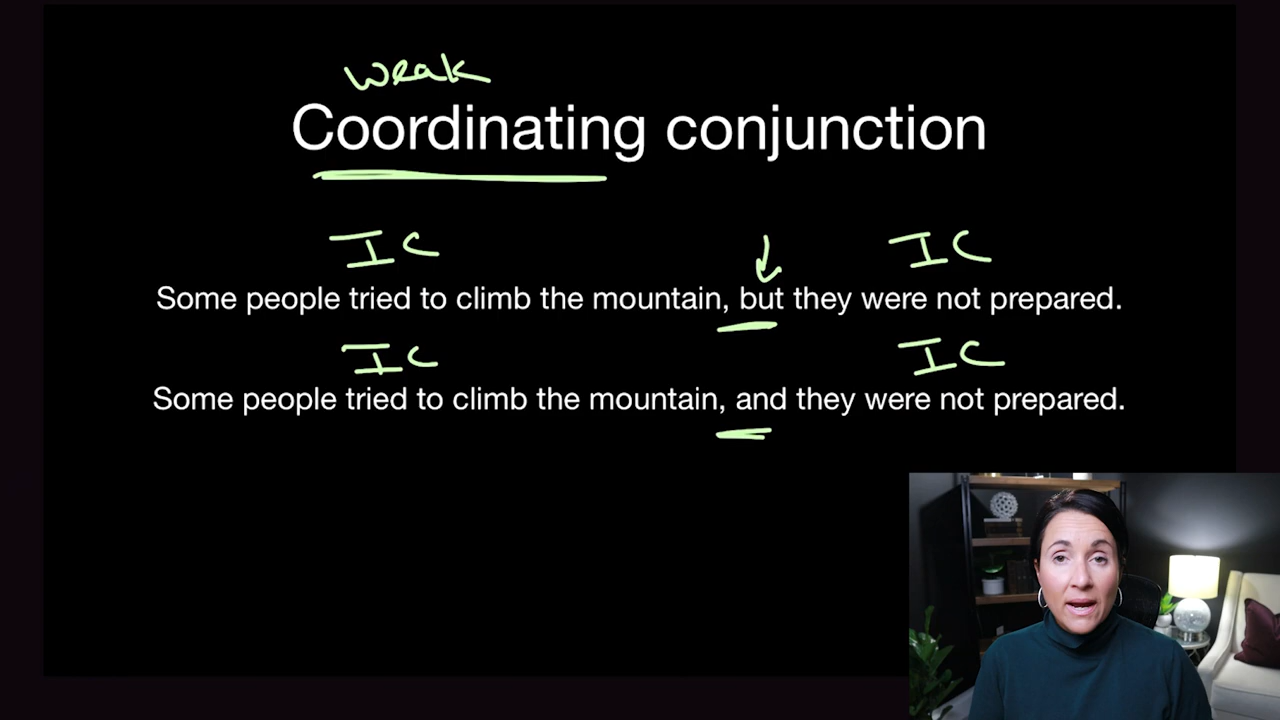 weak
Coordinating conjunction
IC IC
Some people tried to climb the mountain, but they were not prepared.
IC IC
Some people tried to climb the mountain, and they were not prepared.